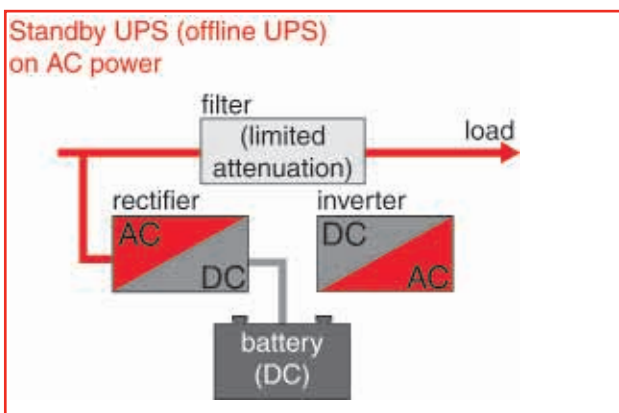 Standby UPS (offline UPS)
on AC power
filter
(limited
attenuation)
load
rectifier
inverter
AC
DC
DC
AC
battery
(DC)